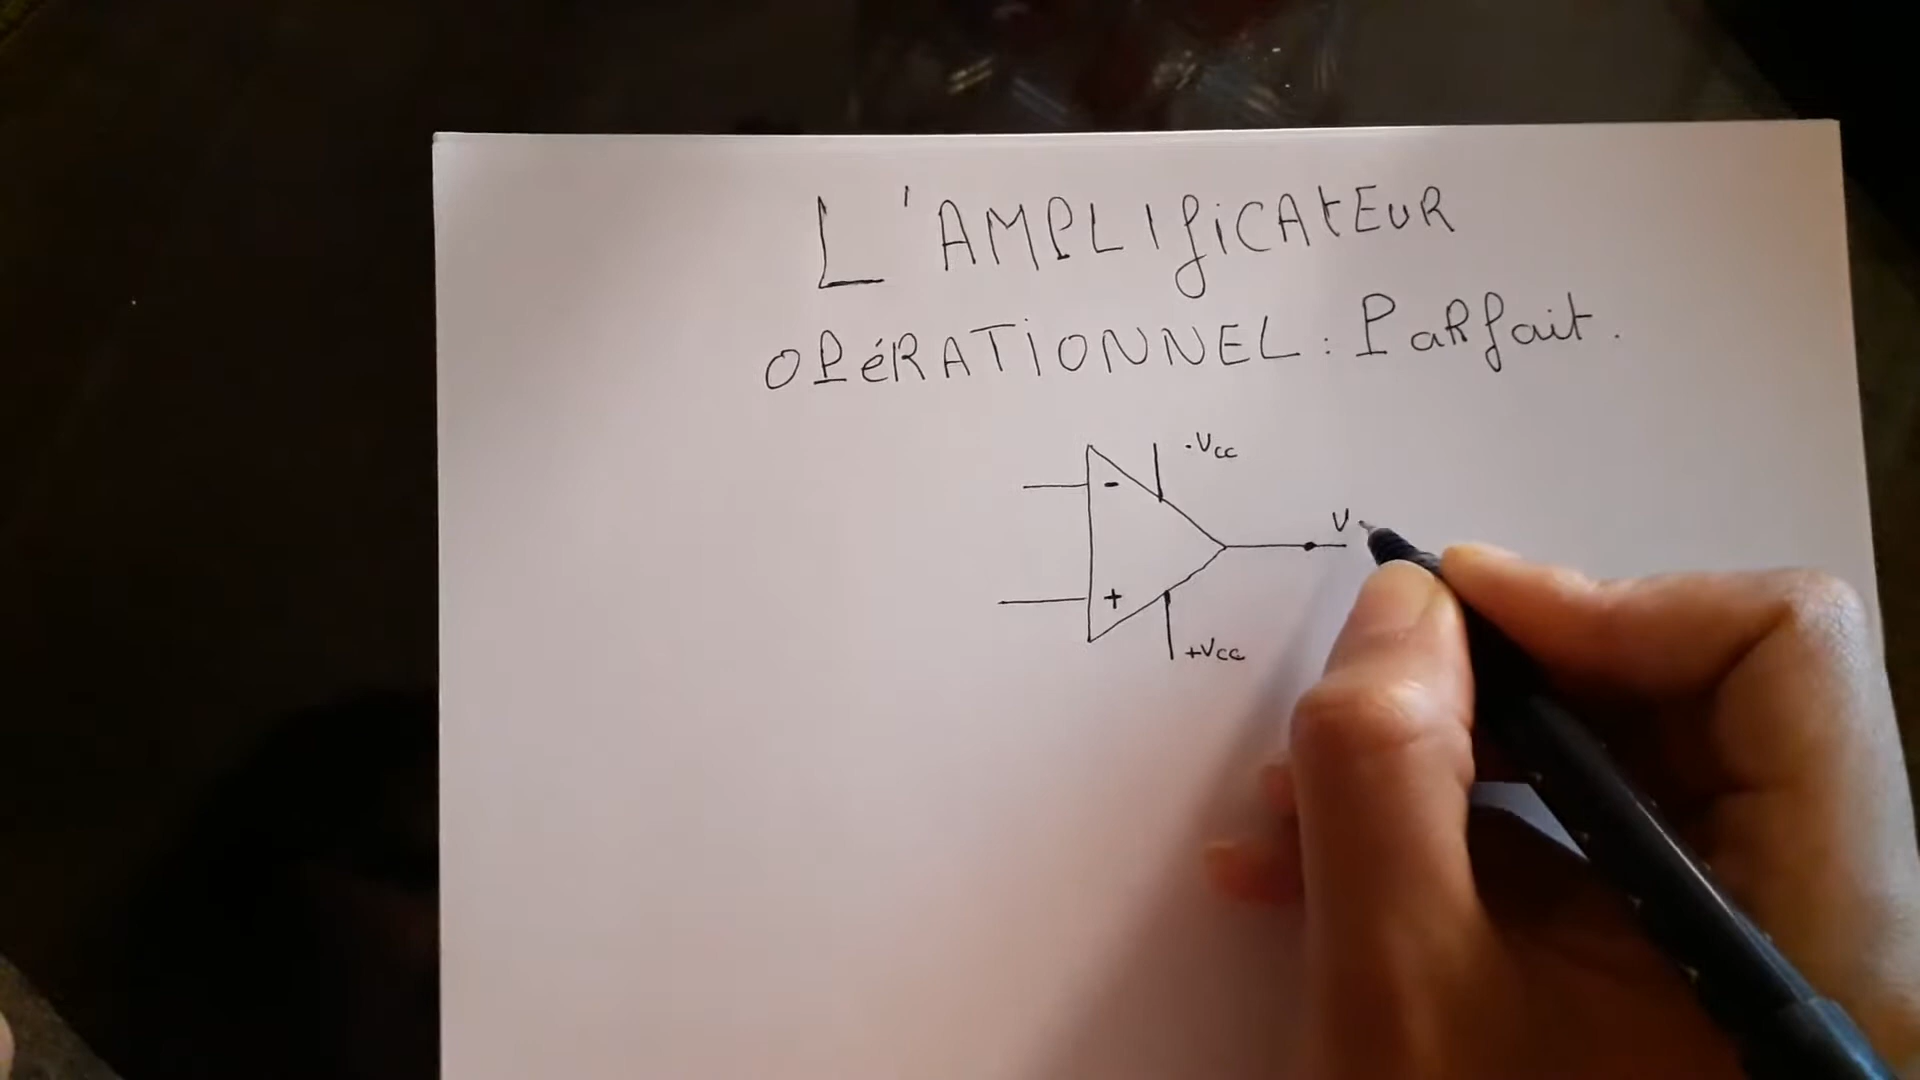 L'AMPLIfiCAtEUR
OPéRATIONNEL : Parfait.
-Vcc
-
V
+
+Vcc